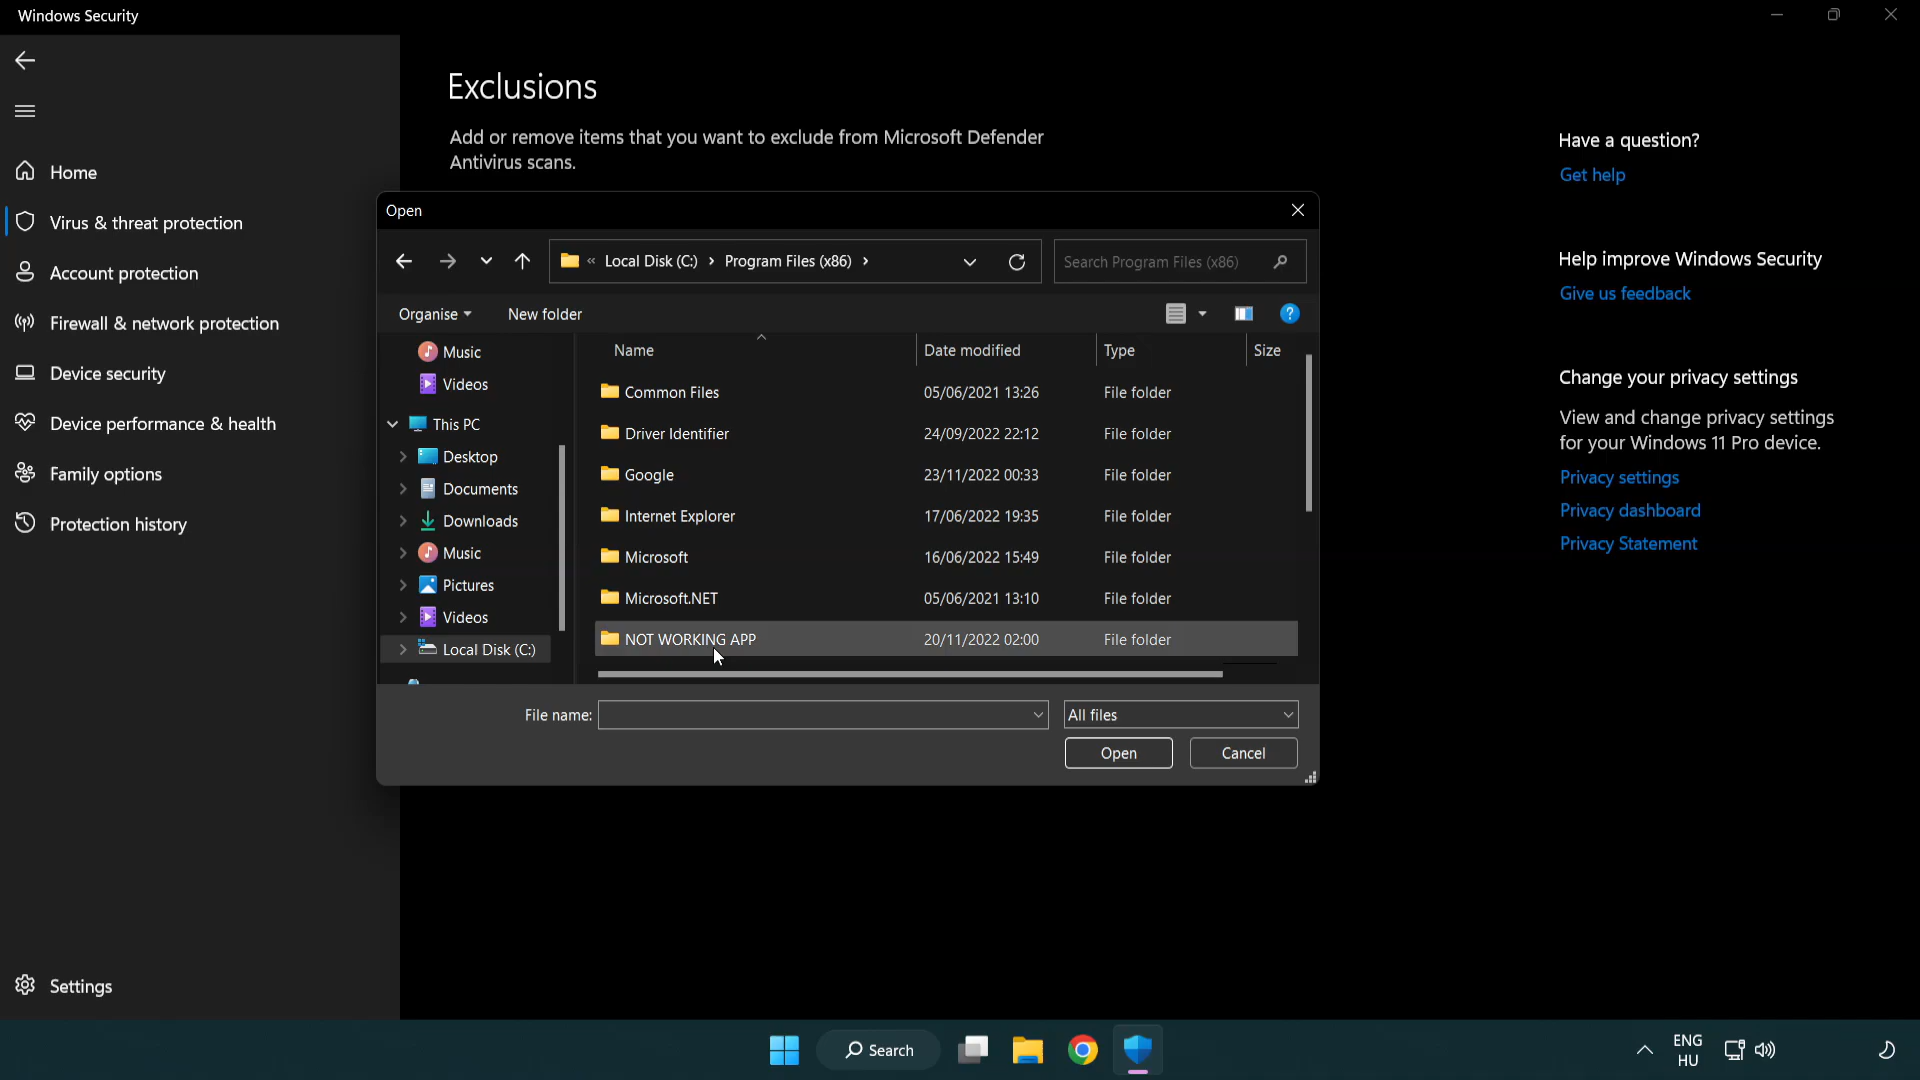 Windows Security
Home
Virus & threat protection
Account protection
Firewall & network protection
Device security
Device performance & health
Family options
Protection history
Settings
Exclusions
Add or remove items that you want to exclude from Microsoft Defender
Antivirus scans.
Open
« Local Disk (C:) › Program Files (x86) ›
Search Program Files (x86)
Organise
New folder
Music
Videos
This PC
Desktop
Documents
Downloads
Music
Pictures
Videos
Local Disk (C:)
Name Date modified Type Size
Common Files 05/06/2021 13:26 File folder
Driver Identifier 24/09/2022 22:12 File folder
Google 23/11/2022 00:33 File folder
Internet Explorer 17/06/2022 19:35 File folder
Microsoft 16/06/2022 15:49 File folder
Microsoft.NET 05/06/2021 13:10 File folder
NOT WORKING APP 20/11/2022 02:00 File folder
File name:
All files
Open
Cancel
Have a question?
Get help
Help improve Windows Security
Give us feedback
Change your privacy settings
View and change privacy settings
for your Windows 11 Pro device.
Privacy settings
Privacy dashboard
Privacy Statement
Search
ENG
HU